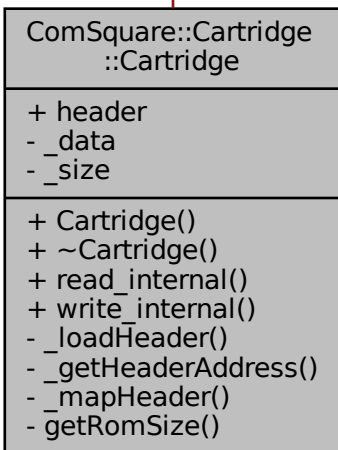 ComSquare::Cartridge
::Cartridge
+ header
- _data
- _size
+ Cartridge()
+ ~Cartridge()
+ read_internal()
+ write_internal()
- _loadHeader()
- _getHeaderAddress()
- _mapHeader()
- getRomSize()